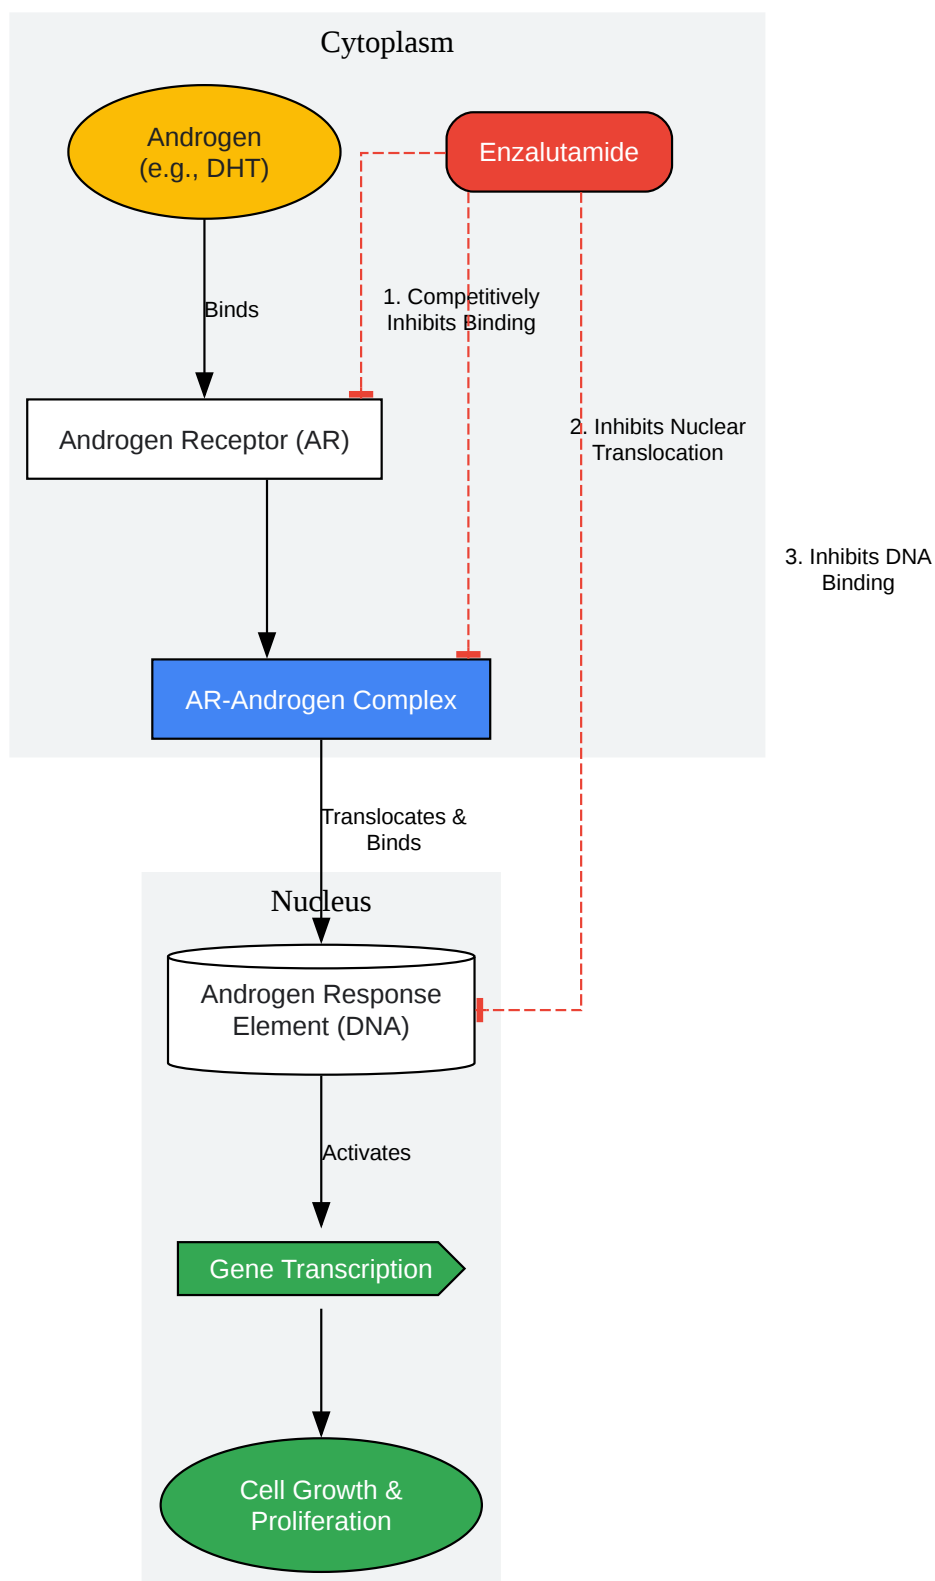 Cytoplasm
Androgen
(e.g., DHT)
Enzalutamide
Binds
1. Competitively
Inhibits Binding
Androgen Receptor (AR)
2. Inhibits Nuclear
Translocation
3. Inhibits DNA
Binding
AR-Androgen Complex
Translocates &
Binds
Nucleus
Androgen Response
Element (DNA)
Activates
Gene Transcription
Cell Growth &
Proliferation